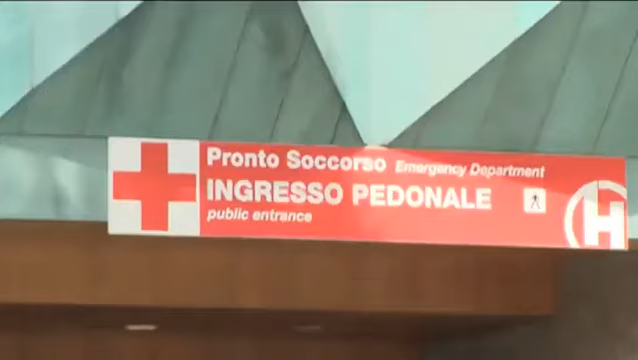 Pronto Soccorso Emergency Department
INGRESSO PEDONALE
public entrance
H